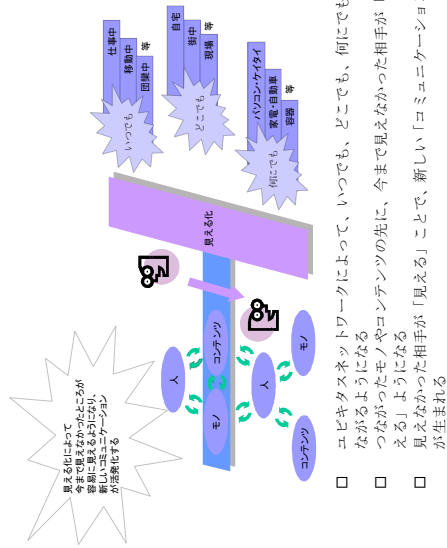 見える化によって
今まで見えなかったところが
容易に見えるようになり、
新しいコミュニケーション
が活発化する
仕事中
移動中
団欒中 等
いつでも
自宅
街中
現場 等
どこでも
パソコン・ケイタイ
家電・自動車
容器 等
何にでも
見える化
人
モノ
コンテンツ
人
コンテンツ
モノ
□ ユビキタスネットワークによって、いつでも、どこでも、何にでも
ながるようになる
□ つながったモノやコンテンツの先に、今まで見えなかった相手が「
える」ようになる
□ 見えなかった相手が「見える」ことで、新しい「コミュニケーション
が生まれる